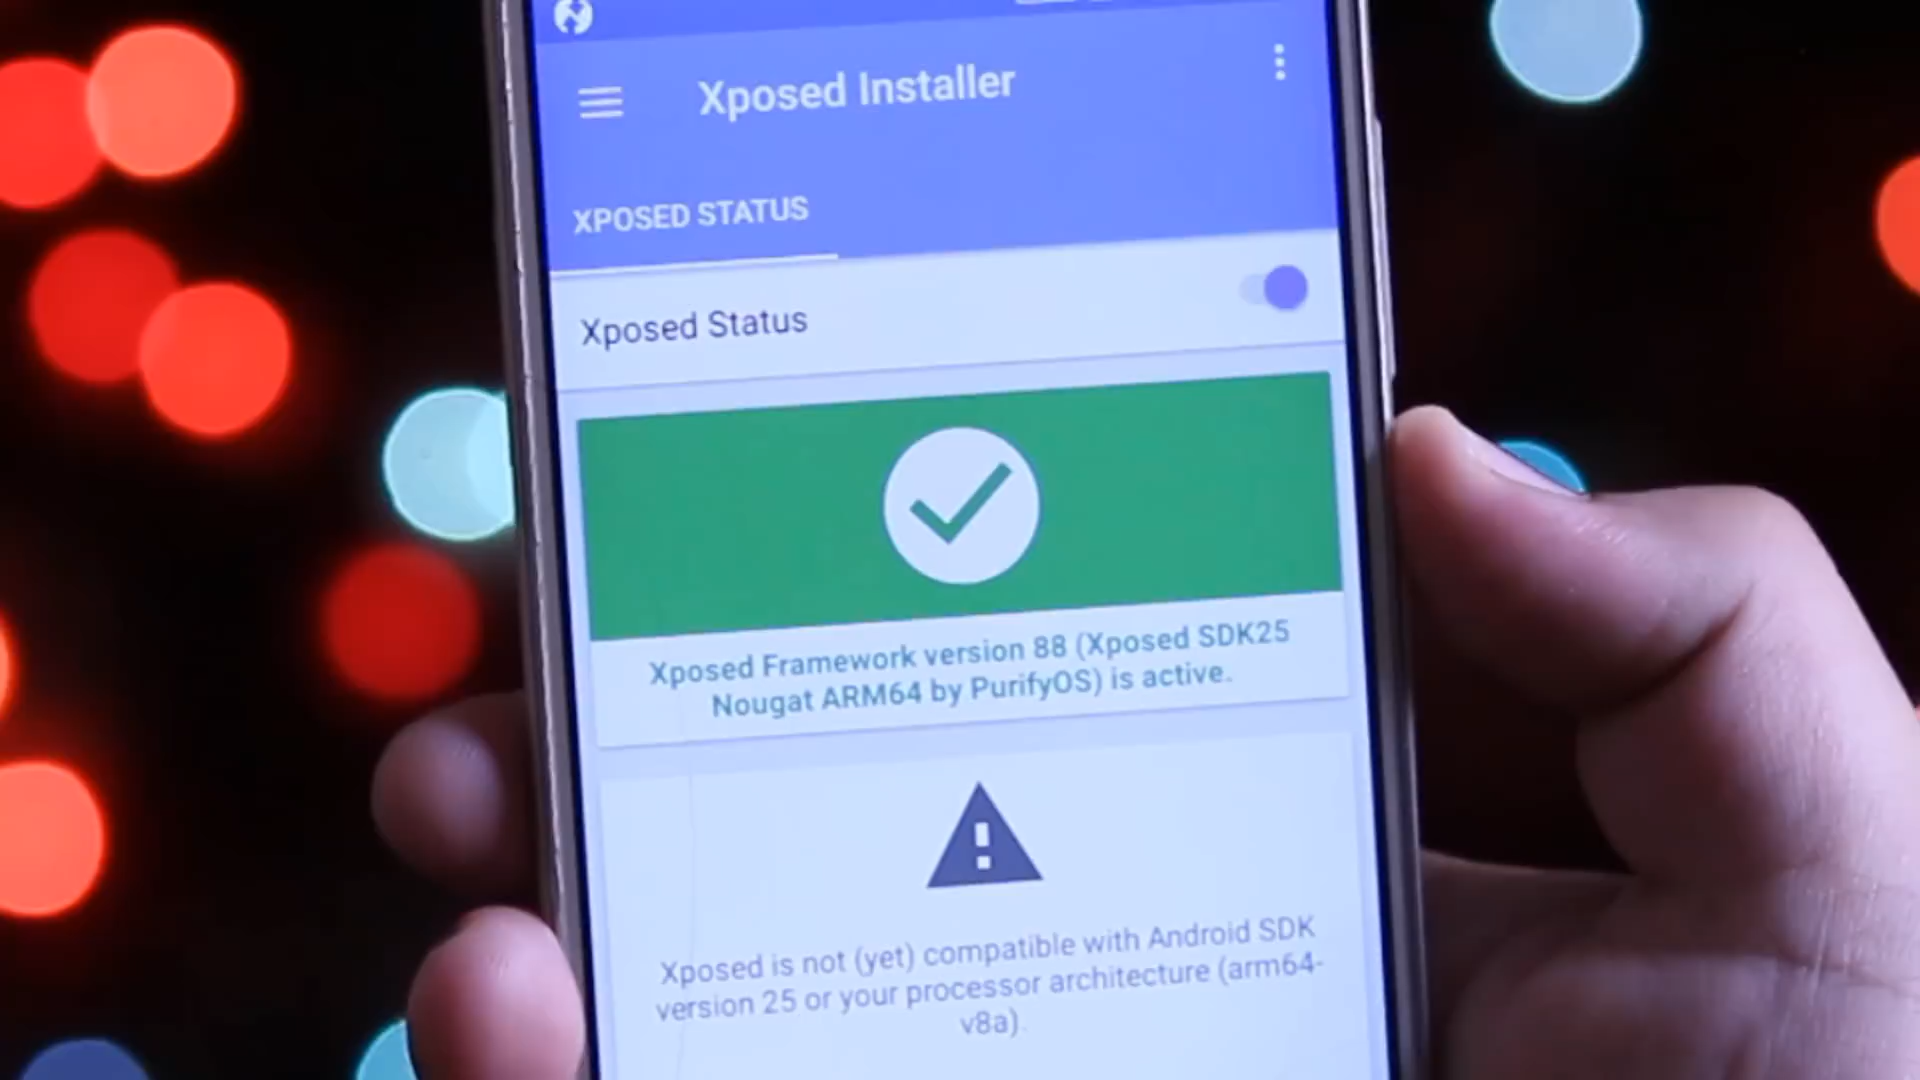 Xposed Installer
XPOSED STATUS
Xposed Status
Xposed Framework version 88 (Xposed SDK25
Nougat ARM64 by PurifyOS) is active.
Xposed is not (yet) compatible with Android SDK
version 25 or your processor architecture (arm64-
v8a).